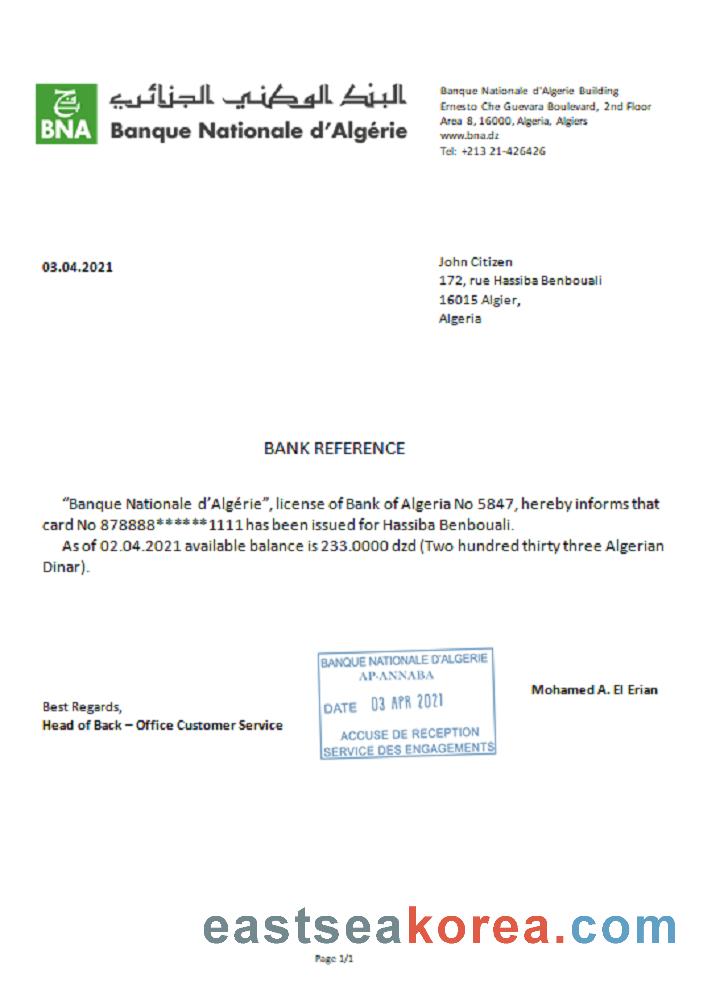 البنك الوطني الجزائري
BNA
Banque Nationale d'Algérie
Banque Nationale d'Algerie Building
Ernesto Che Guevara Boulevard, 2nd Floor
Area 8, 16000, Algeria, Algiers
www.bna.dz
Tel: +213 21-426426
03.04.2021
John Citizen
172, rue Hassiba Benbouali
16015 Algier,
Algeria
BANK REFERENCE
“Banque Nationale d’Algérie”, license of Bank of Algeria No 5847, hereby informs that
card No 878888******1111 has been issued for Hassiba Benbouali.
As of 02.04.2021 available balance is 233.0000 dzd (Two hundred thirty three Algerian
Dinar).
BANQUE NATIONALE D'ALGERIE
AP-ANNABA
DATE 03 APR 2021
ACCUSE DE RECEPTION
SERVICE DES ENGAGEMENTS
Mohamed A. El Erian
Best Regards,
Head of Back – Office Customer Service
eastseakorea.com
Page 1/1